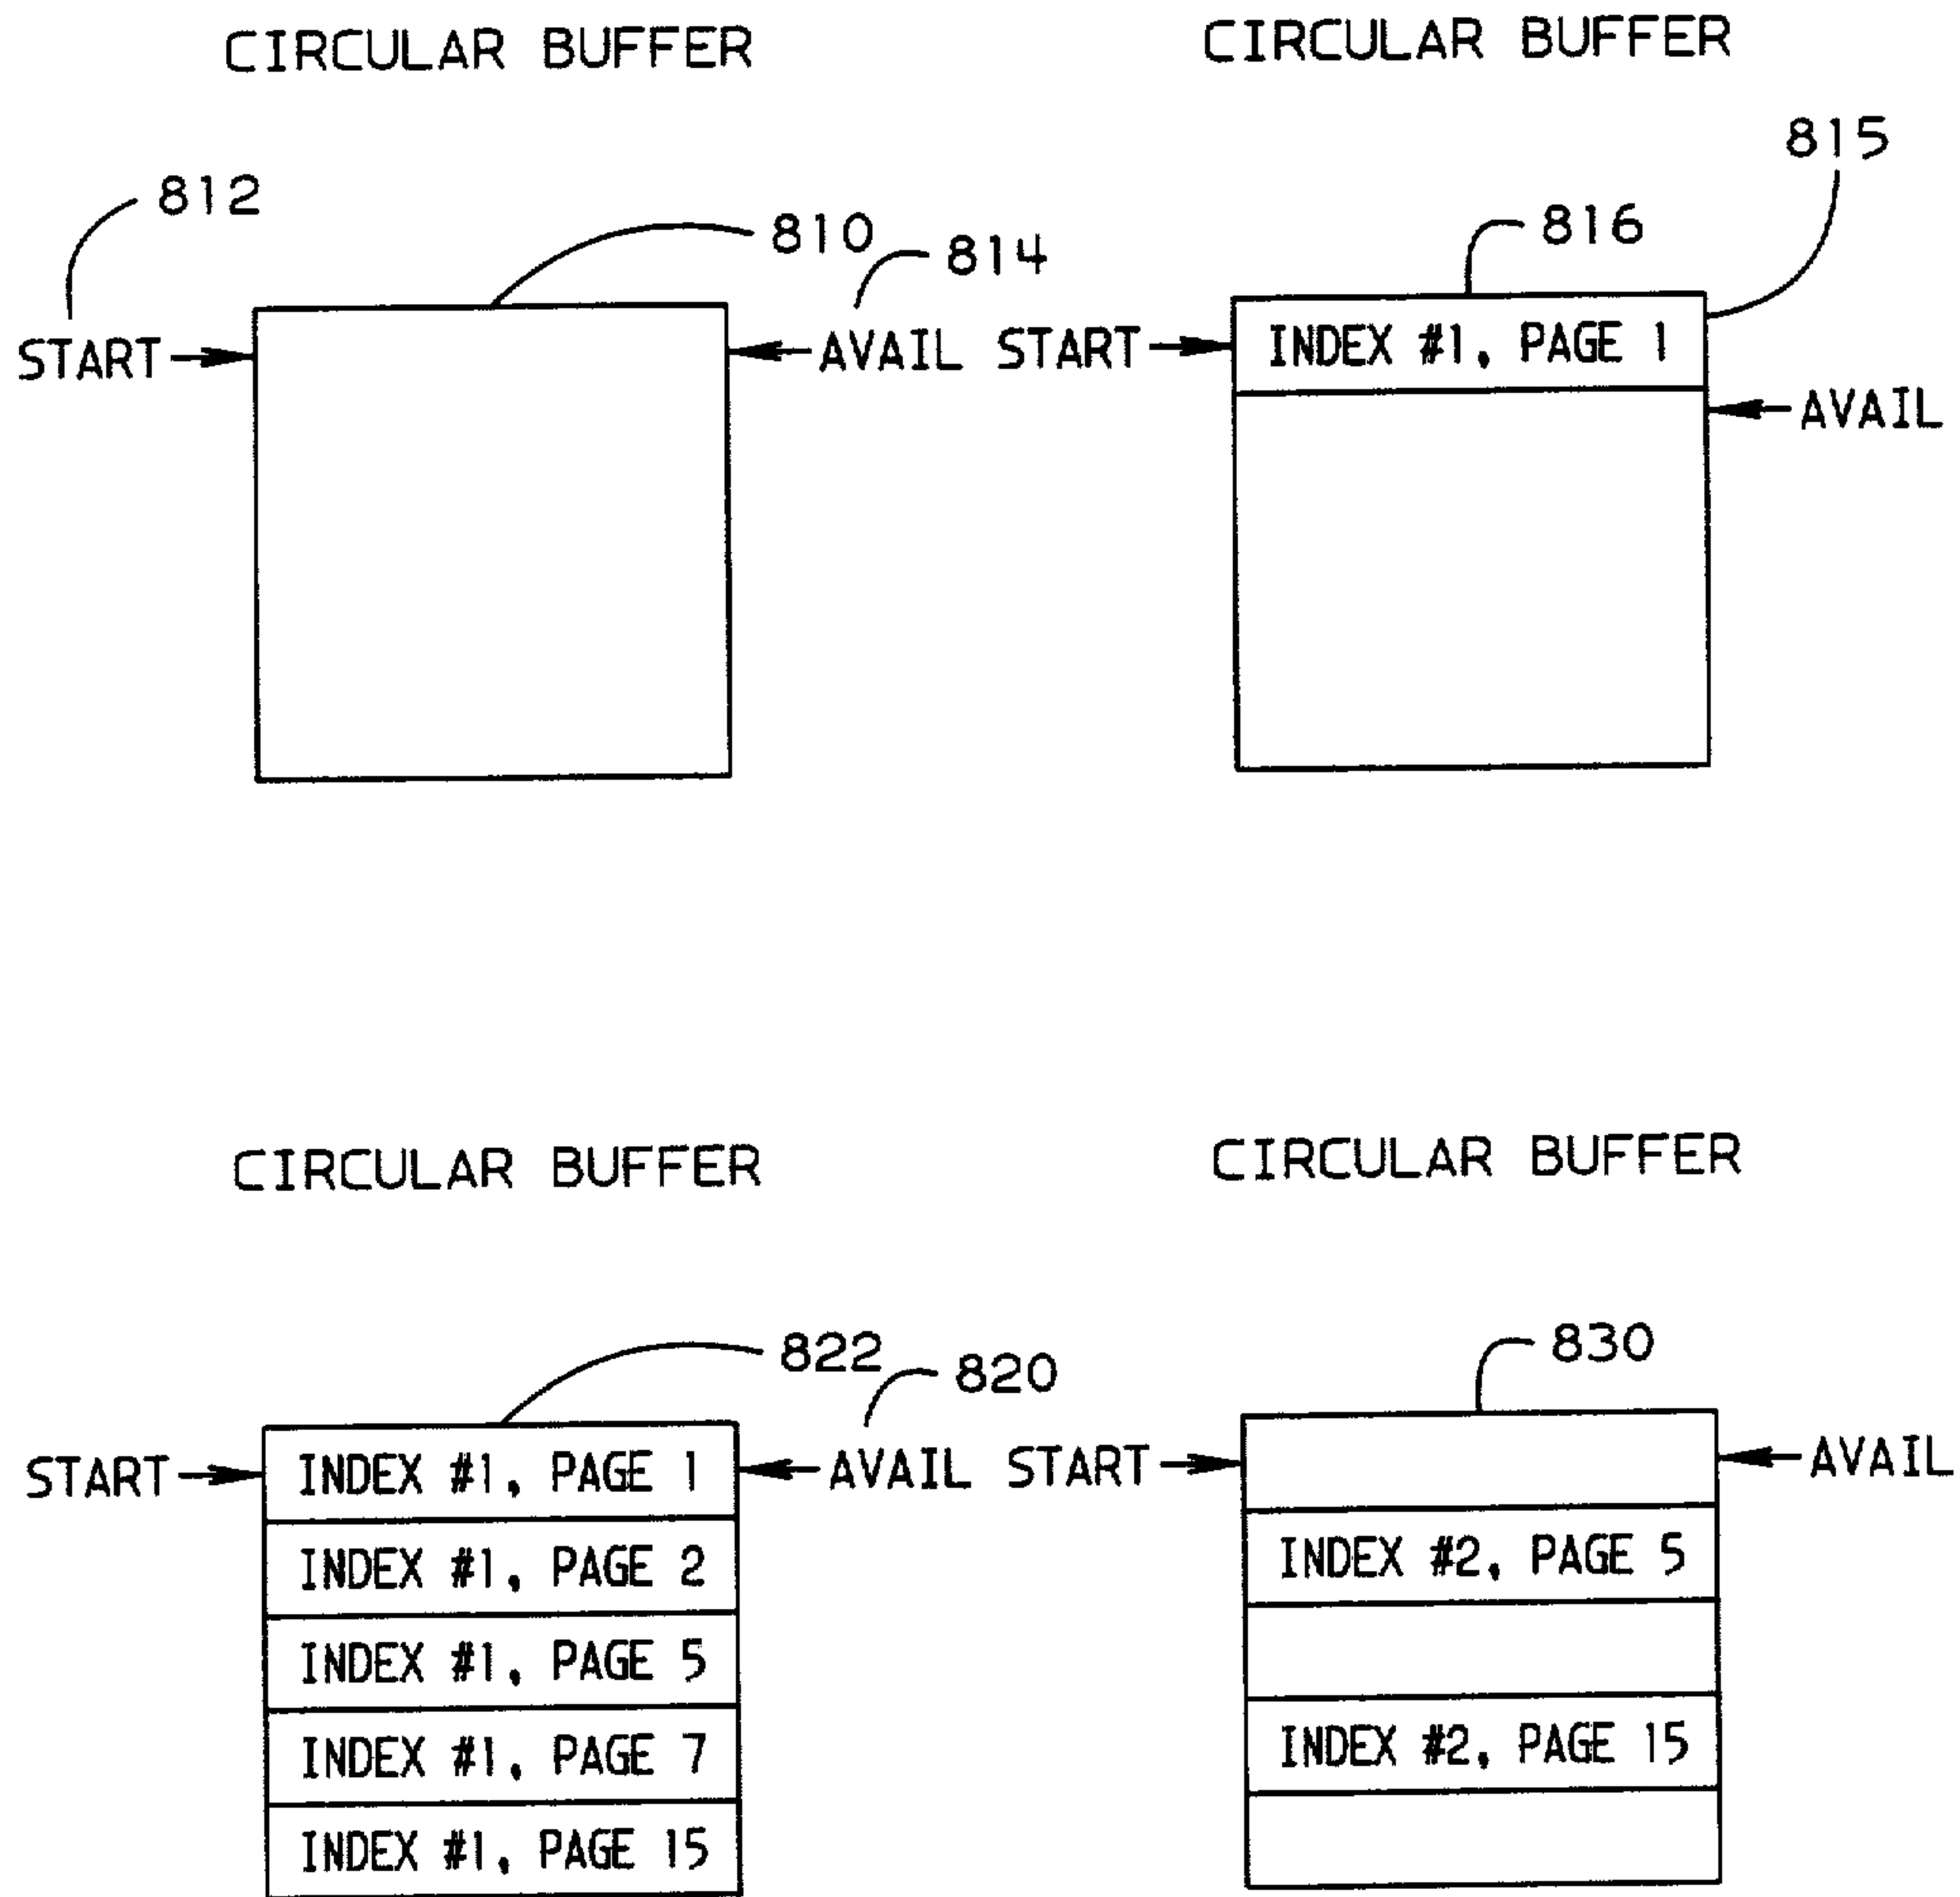 CIRCULAR BUFFER
812
810
814
START
AVAIL
CIRCULAR BUFFER
815
816
START
INDEX #1, PAGE 1
AVAIL
CIRCULAR BUFFER
822
820
START
INDEX #1, PAGE 1
AVAIL
INDEX #1, PAGE 2
INDEX #1, PAGE 5
INDEX #1, PAGE 7
INDEX #1, PAGE 15
CIRCULAR BUFFER
830
START
AVAIL
INDEX #2, PAGE 5
INDEX #2, PAGE 15